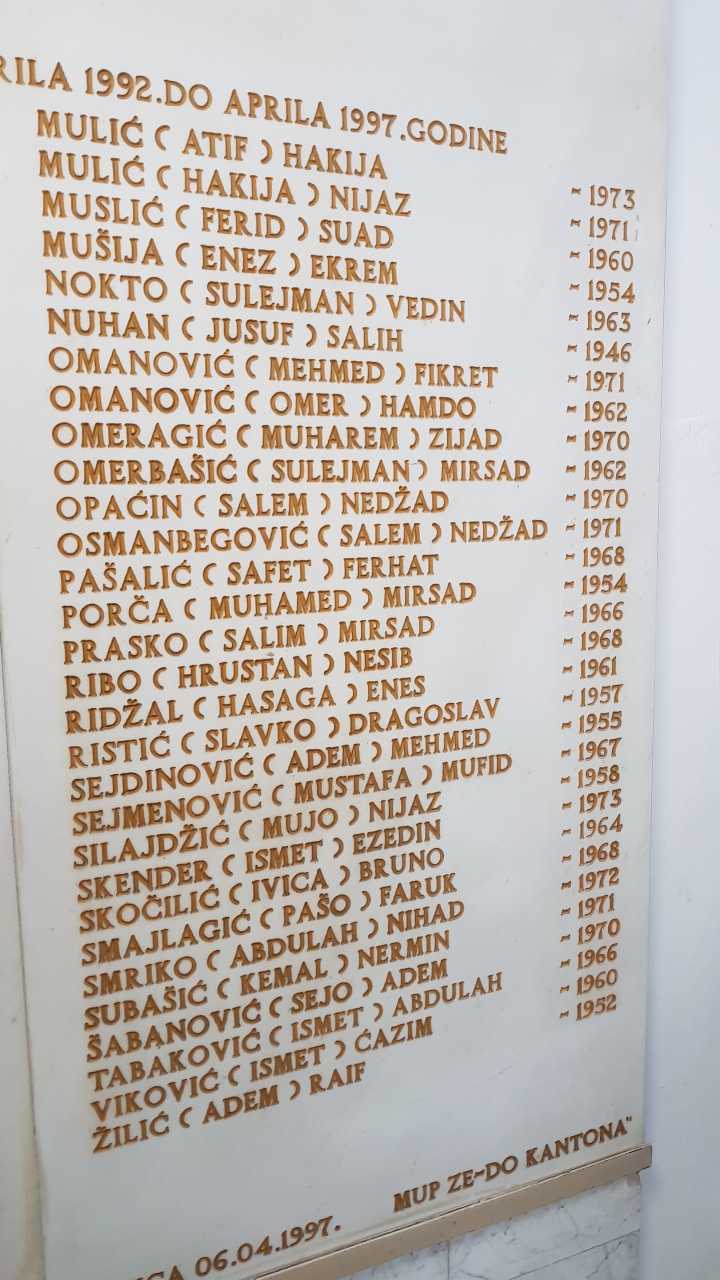 RILA 1992.DO APRILA 1997.GODINE
MULIĆ ( ATIF ) HAKIJA - 1973
MULIĆ ( HAKIJA ) NIJAZ - 1971
MUSLIĆ ( FERID ) SUAD - 1960
MUŠIJA ( ENEZ ) EKREM - 1954
NOKTO ( SULEJMAN ) VEDIN - 1963
NUHAN ( JUSUF ) SALIH - 1946
OMANOVIĆ ( MEHMED ) FIKRET - 1971
OMANOVIĆ ( OMER ) HAMDO - 1962
OMERAGIĆ ( MUHAREM ) ZIJAD - 1970
OMERBAŠIĆ ( SULEJMAN ) MIRSAD - 1962
OPAĆIN ( SALEM ) NEDŽAD - 1970
OSMANBEGOVIĆ ( SALEM ) NEDŽAD - 1971
PAŠALIĆ ( SAFET ) FERHAT - 1968
PORČA ( MUHAMED ) MIRSAD - 1954
PRASKO ( SALIM ) MIRSAD - 1966
RIBO ( HRUSTAN ) NESIB - 1968
RIDŽAL ( HASAGA ) ENES - 1961
RISTIĆ ( SLAVKO ) DRAGOSLAV - 1957
SEJDINOVIĆ ( ADEM ) MEHMED - 1955
SEJMENOVIĆ ( MUSTAFA ) MUFID - 1967
SILAJDŽIĆ ( MUJO ) NIJAZ - 1958
SKENDER ( ISMET ) EZEDIN - 1973
SKOČILIĆ ( IVICA ) BRUNO - 1964
SMAJLAGIĆ ( PAŠO ) FARUK - 1968
SMRIKO ( ABDULAH ) NIHAD - 1972
SUBAŠIĆ ( KEMAL ) NERMIN - 1971
ŠABANOVIĆ ( SEJO ) ADEM - 1970
TABAKOVIĆ ( ISMET ) ABDULAH - 1966
VIKOVIĆ ( ISMET ) ĆAZIM - 1960
ŽILIĆ ( ADEM ) RAIF - 1952
MUP ZE-DO KANTONA"
06.04.1997.